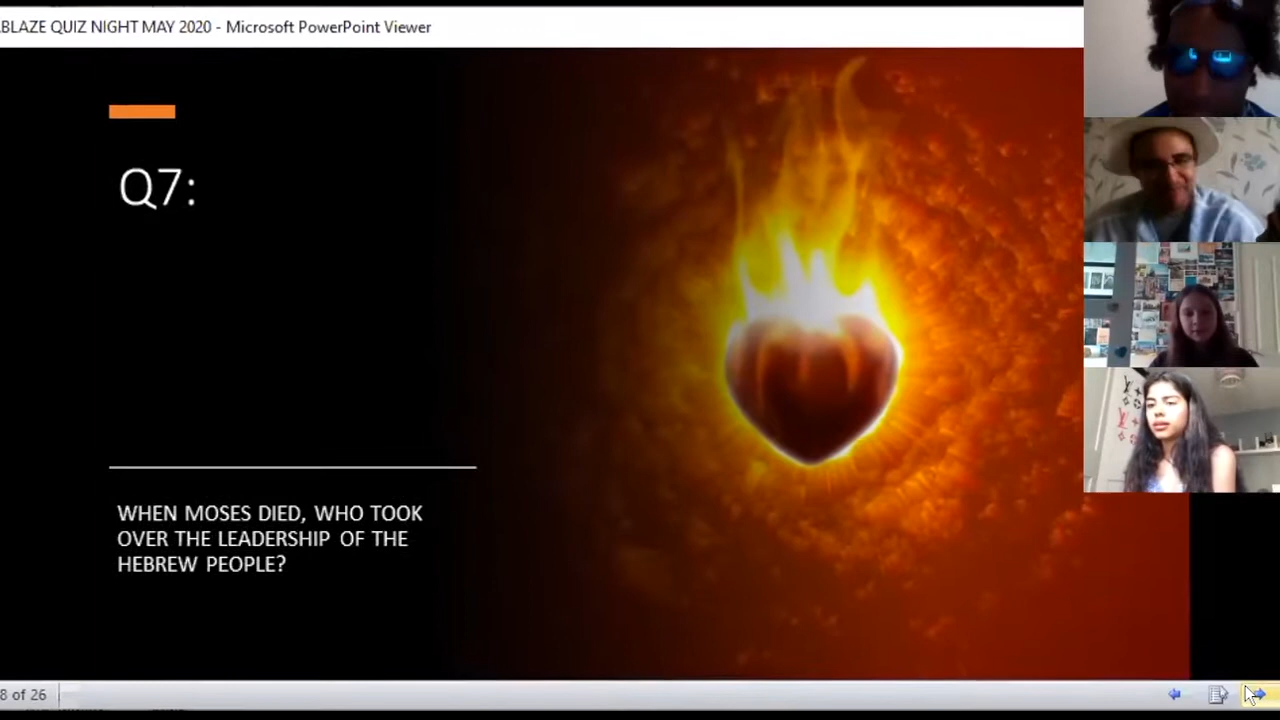 BLAZE QUIZ NIGHT MAY 2020 - Microsoft PowerPoint Viewer
Q7:
WHEN MOSES DIED, WHO TOOK
OVER THE LEADERSHIP OF THE
HEBREW PEOPLE?
8 of 26